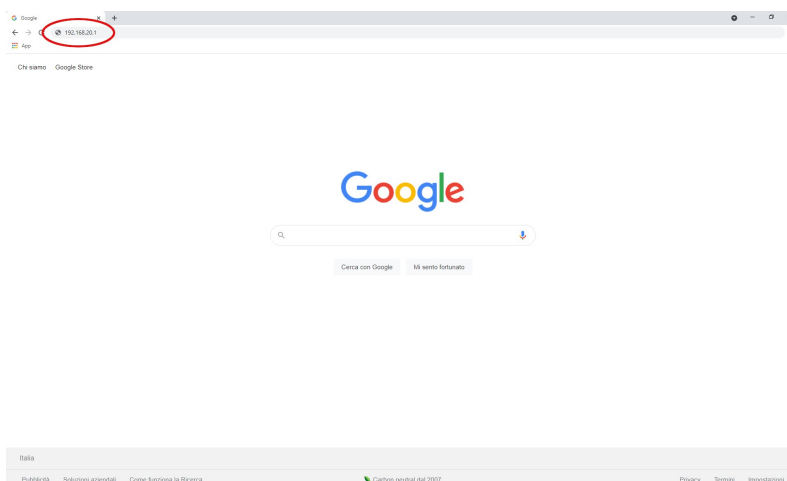 Google
192.168.20.1
App
Chi siamo Google Store
Google
Cerca con Google Mi sento fortunato
Italia
Pubblicità Soluzioni aziendali Come funziona la Ricerca Carbon neutral dal 2007 Privacy Termini Impostazioni